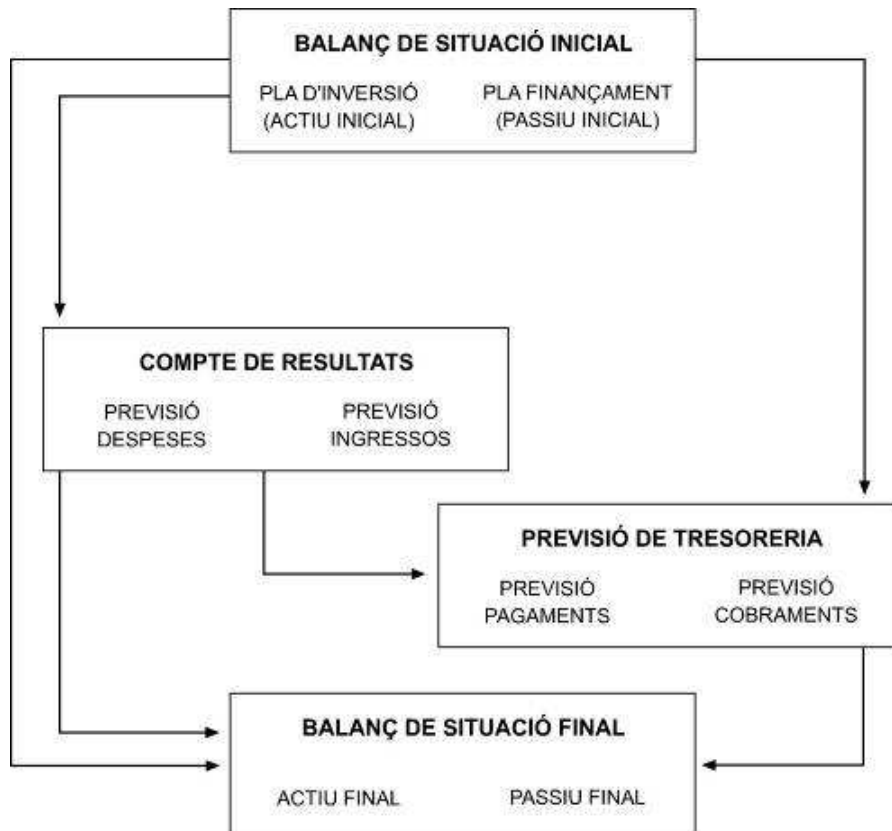 BALANÇ DE SITUACIÓ INICIAL
PLA D'INVERSIÓ
(ACTIU INICIAL)
PLA FINANÇAMENT
(PASSIU INICIAL)
COMPTE DE RESULTATS
PREVISIÓ
DESPESES
PREVISIÓ
INGRESSOS
PREVISIÓ DE TRESORERIA
PREVISIÓ
PAGAMENTS
PREVISIÓ
COBRAMENTS
BALANÇ DE SITUACIÓ FINAL
ACTIU FINAL
PASSIU FINAL